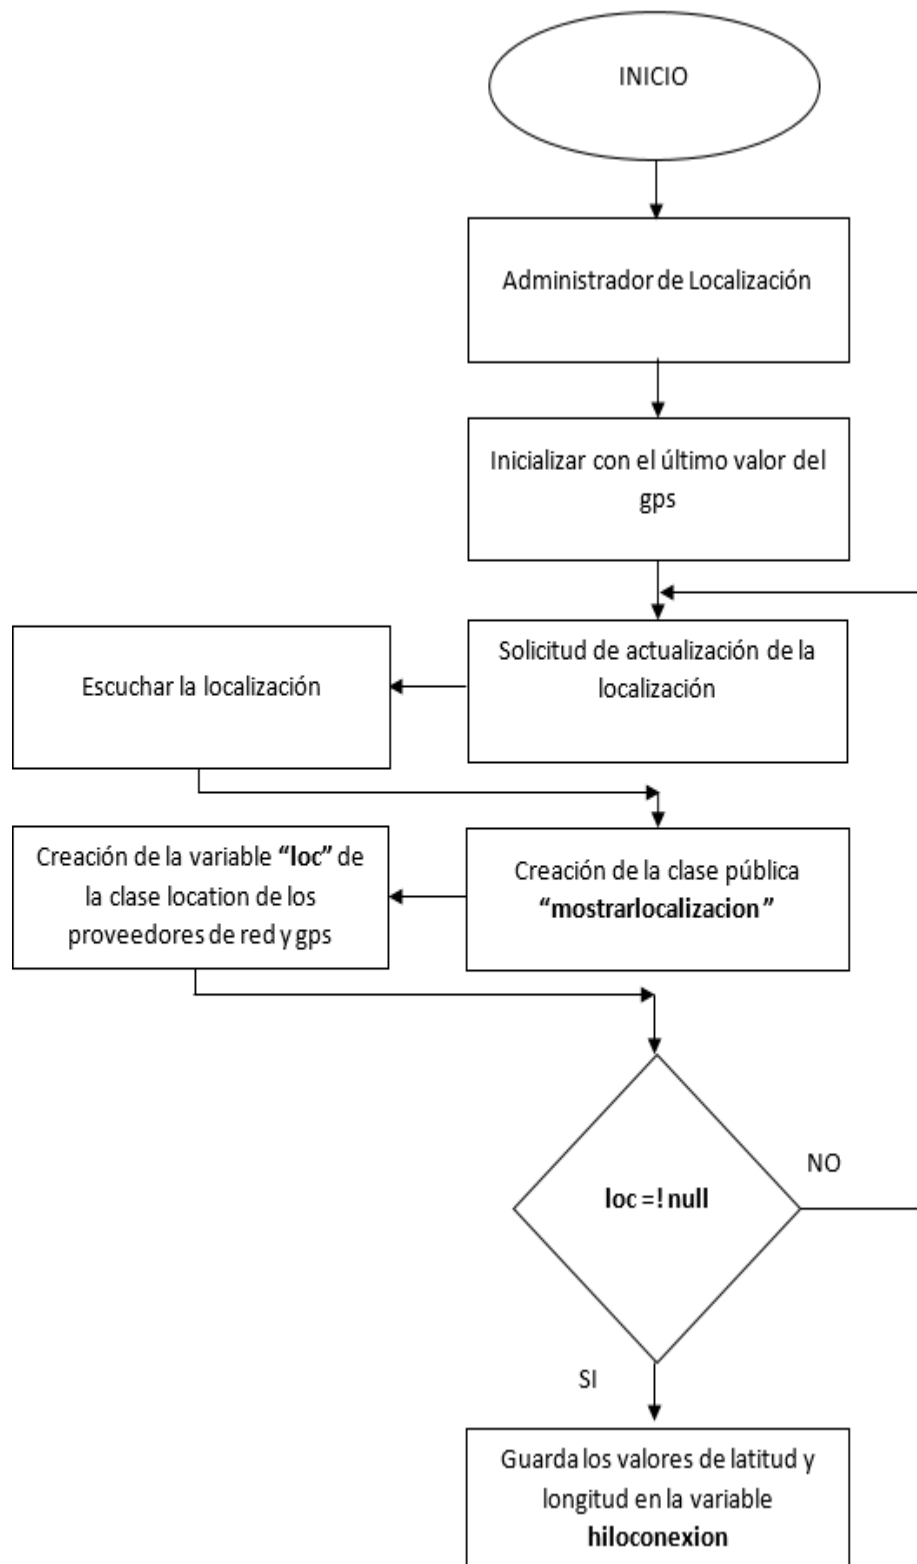 INICIO
Administrador de Localización
Inicializar con el último valor del
gps
Solicitud de actualización de la
localización
Escuchar la localización
Creación de la clase pública
“mostrarlocalizacion”
Creación de la variable “loc” de
la clase location de los
proveedores de red y gps
loc =! null
NO
SI
Guarda los valores de latitud y
longitud en la variable
hiloconexion